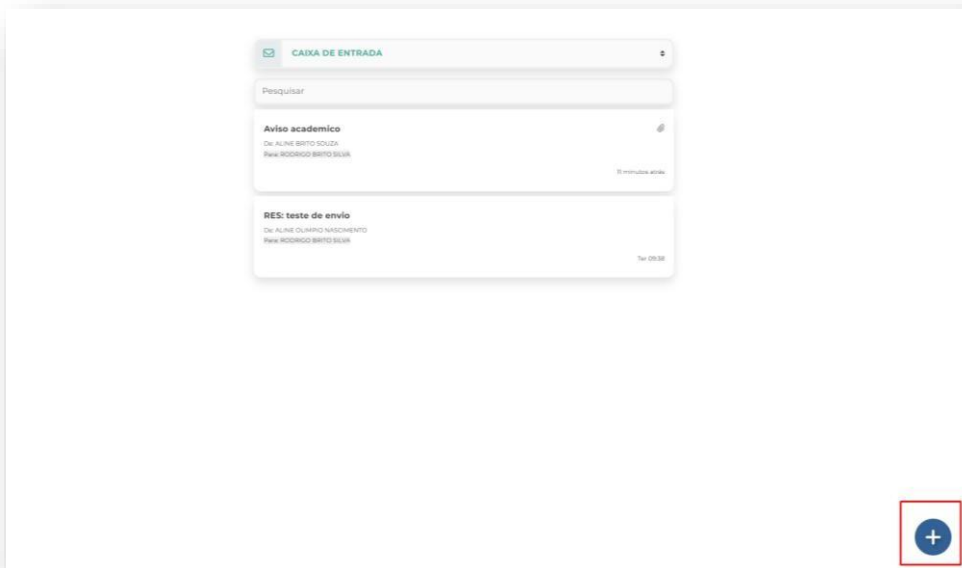 CAIXA DE ENTRADA
Pesquisar
Aviso academico
De: ALINE BRITO SOUZA
Para: RODRIGO BRITO SILVA
11 minutos atrás
RES: teste de envio
De: ALINE OLIMPIO NASCIMENTO
Para: RODRIGO BRITO SILVA
Ter 09:38